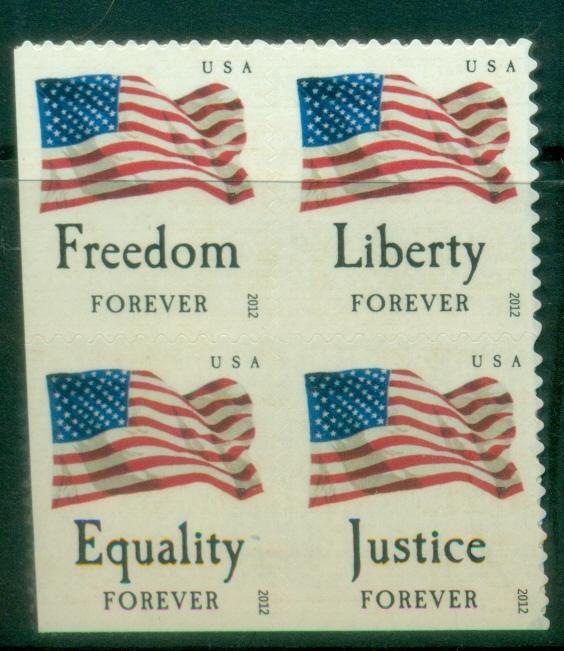 USA
Freedom
FOREVER
2012
USA
Liberty
FOREVER
2012
USA
Equality
FOREVER
2012
USA
Justice
FOREVER
2012